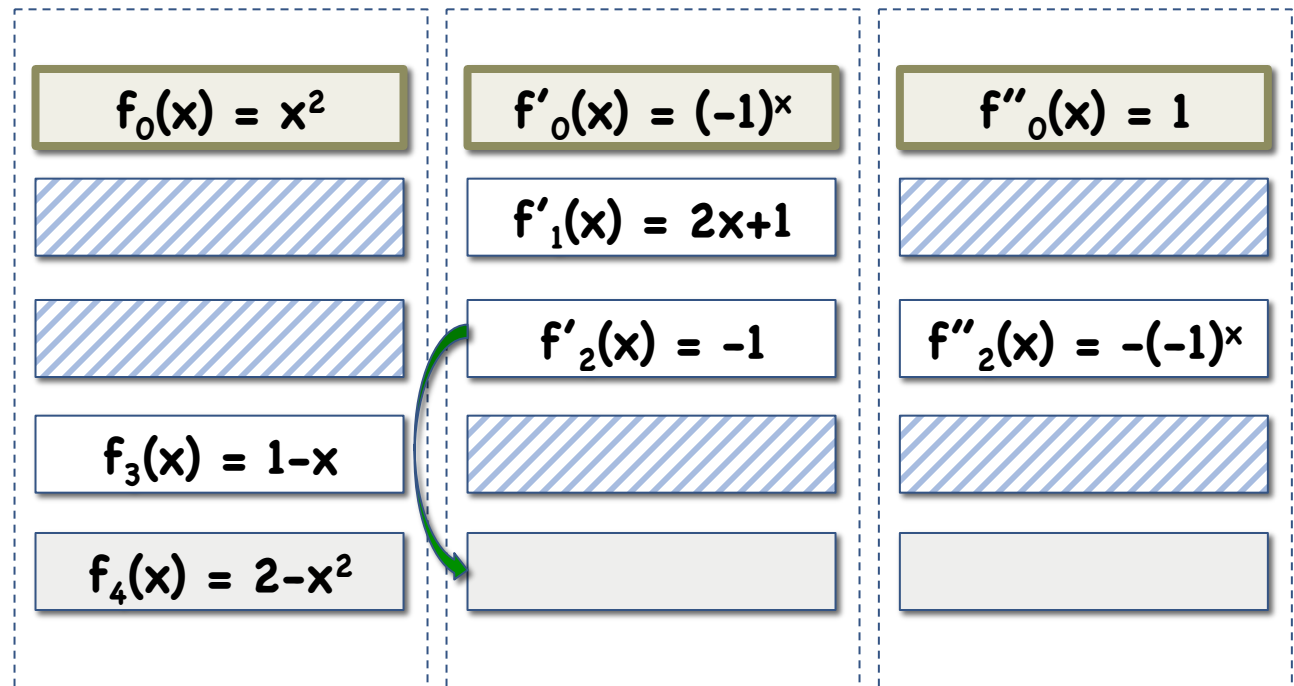 f₀(x) = x²
f′₀(x) = (-1)ˣ
f″₀(x) = 1
f′₁(x) = 2x+1
f′₂(x) = -1
f″₂(x) = -(-1)ˣ
f₃(x) = 1-x
f₄(x) = 2-x²